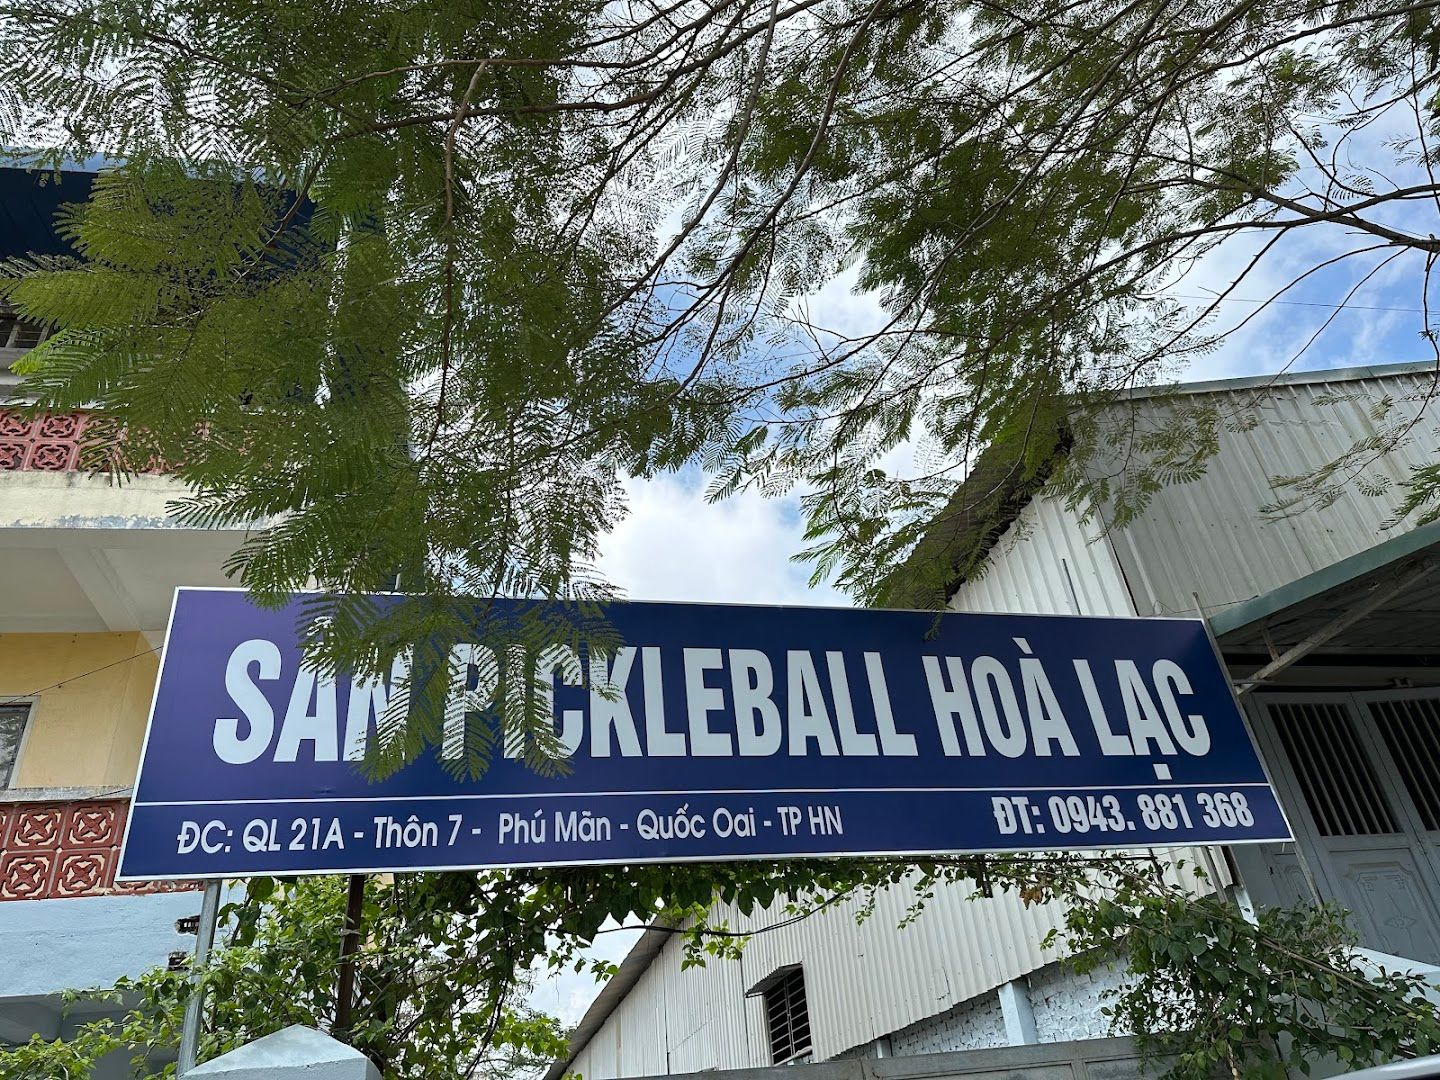 SÂN PICKLEBALL HOÀ LẠC
ĐC: QL 21A - Thôn 7 - Phú Mãn - Quốc Oai - TP HN
ĐT: 0943. 881 368